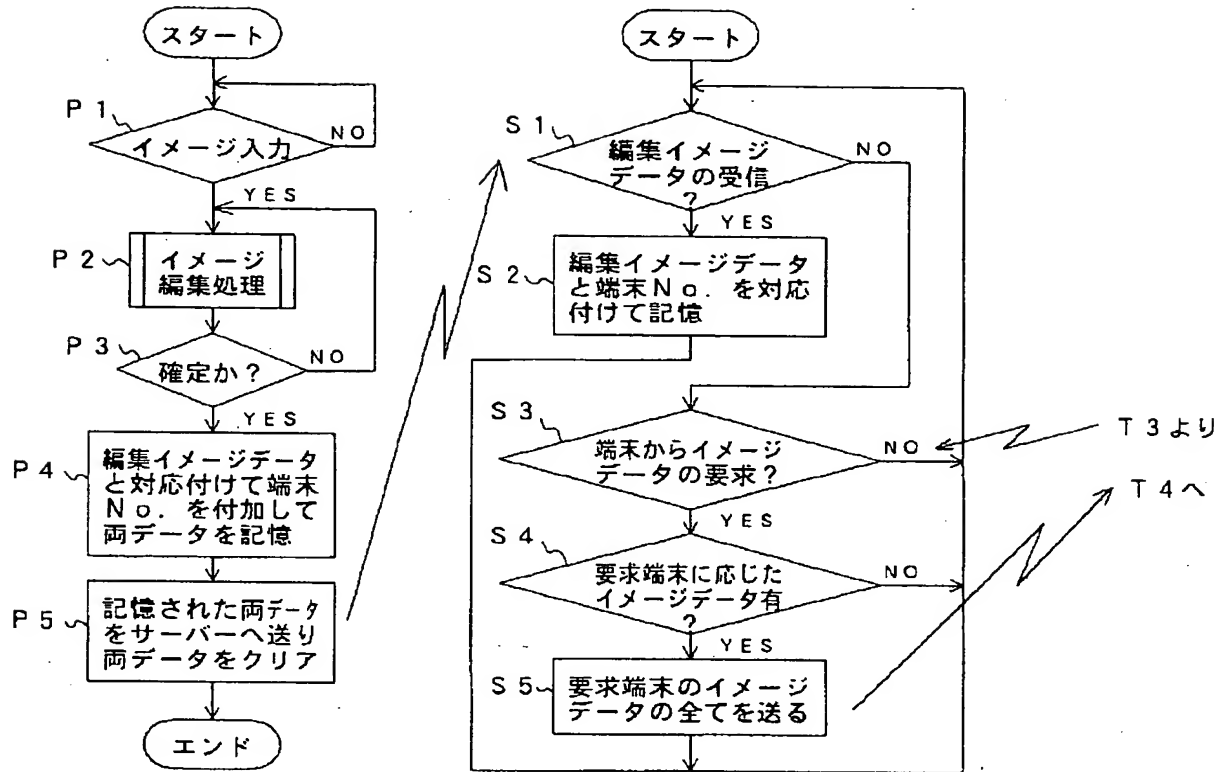 スタート
P1
イメージ入力
NO
YES
P2
イメージ
編集処理
P3
確定か？
NO
YES
P4
編集イメージデータ
と対応付けて端末
No．を付加して
両データを記憶
P5
記憶された両データ
をサーバーへ送り
両データをクリア
エンド
スタート
S1
編集イメージ
データの受信
？
NO
YES
S2
編集イメージデータ
と端末No．を対応
付けて記憶
S3
端末からイメージ
データの要求？
NO
T3より
YES
T4へ
S4
要求端末に応じた
イメージデータ有
？
NO
YES
S5
要求端末のイメージ
データの全てを送る